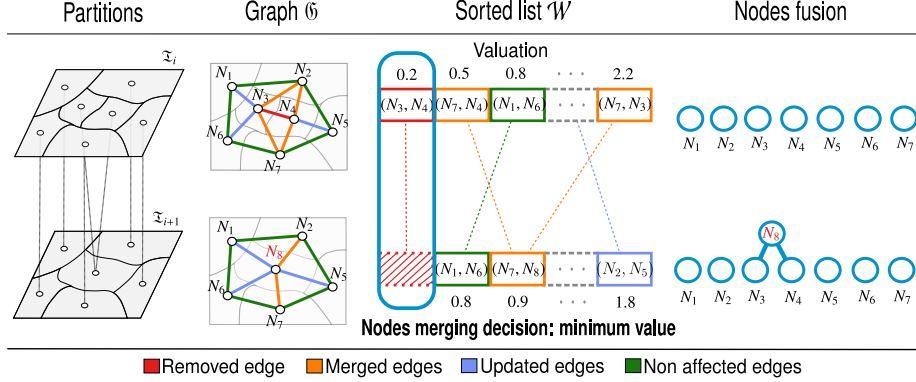 Partitions Graph 𝔊 Sorted list 𝒲 Nodes fusion
𝔗i
N1 N2 N3 N4 N5 N6 N7
Valuation
0.2 0.5 0.8 · · · 2.2
(N3, N4) (N7, N4) (N1, N6) · · · (N7, N3)
N1 N2 N3 N4 N5 N6 N7
𝔗i+1
N1 N2 N8 N5 N6 N7
N8
(N1, N6) (N7, N8) · · · (N2, N5)
0.8 0.9 · · · 1.8
N1 N2 N3 N4 N5 N6 N7
Nodes merging decision: minimum value
Removed edge Merged edges Updated edges Non affected edges